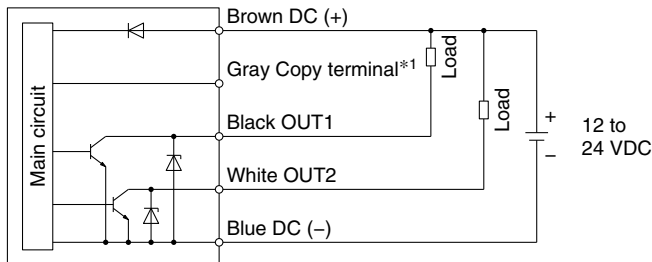 Brown DC (+)
Gray Copy terminal*1
Black OUT1
White OUT2
Blue DC (−)
Main circuit
Load
Load
+
12 to
24 VDC
−